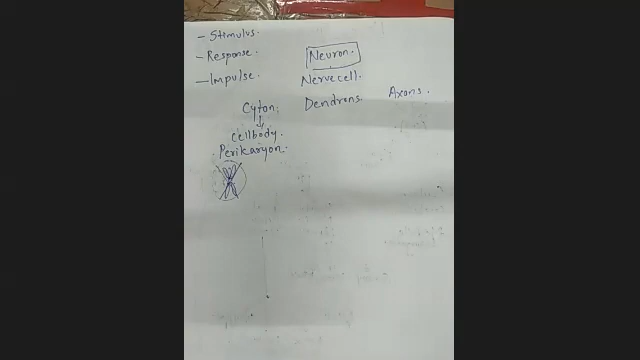 - Stimulus.
- Response.
Neuron.
- Impulse.
Nervecell.
Cyton. Dendrons. Axons.
↓
Cellbody.
Perikaryon.